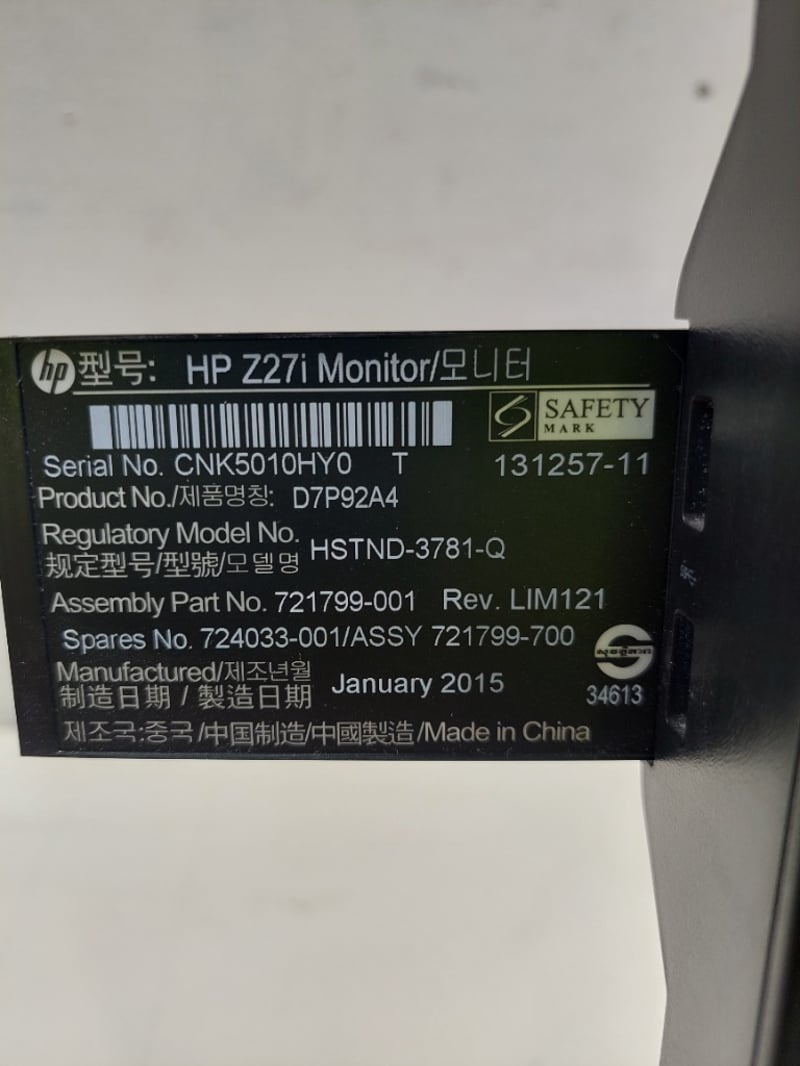 hp 型号: HP Z27i Monitor/모니터
SAFETY
MARK
Serial No. CNK5010HY0 T 131257-11
Product No./제품명칭: D7P92A4
Regulatory Model No.
规定型号/型號/모델명 HSTND-3781-Q
Assembly Part No. 721799-001 Rev. LIM121
Spares No. 724033-001/ASSY 721799-700
Manufactured/제조년월
制造日期 / 製造日期 January 2015
34613
제조국:중국/中国制造/中國製造/Made in China